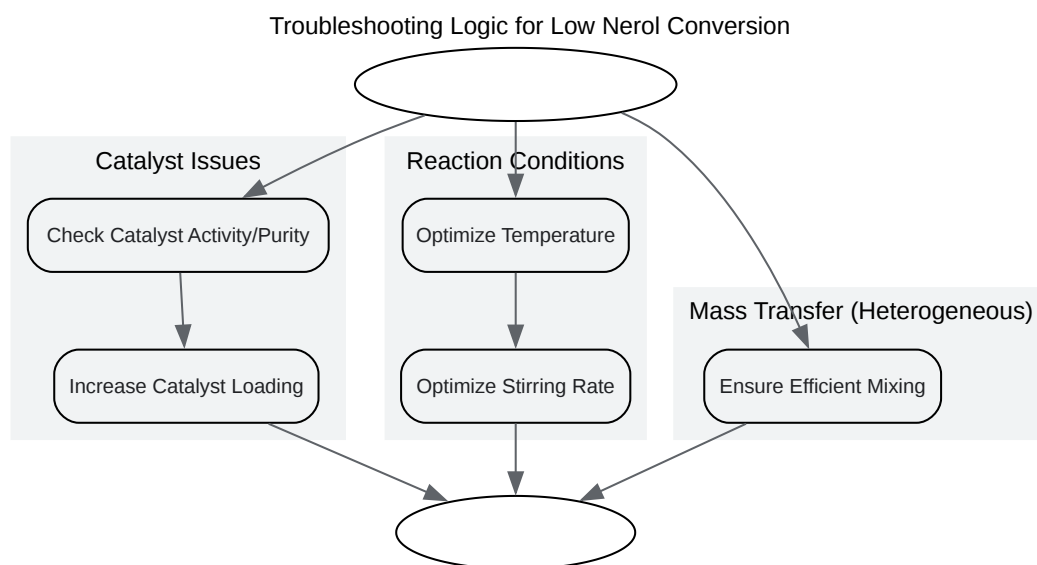 Troubleshooting Logic for Low Nerol Conversion
Catalyst Issues
Reaction Conditions
Check Catalyst Activity/Purity
Optimize Temperature
Mass Transfer (Heterogeneous)
Increase Catalyst Loading
Optimize Stirring Rate
Ensure Efficient Mixing